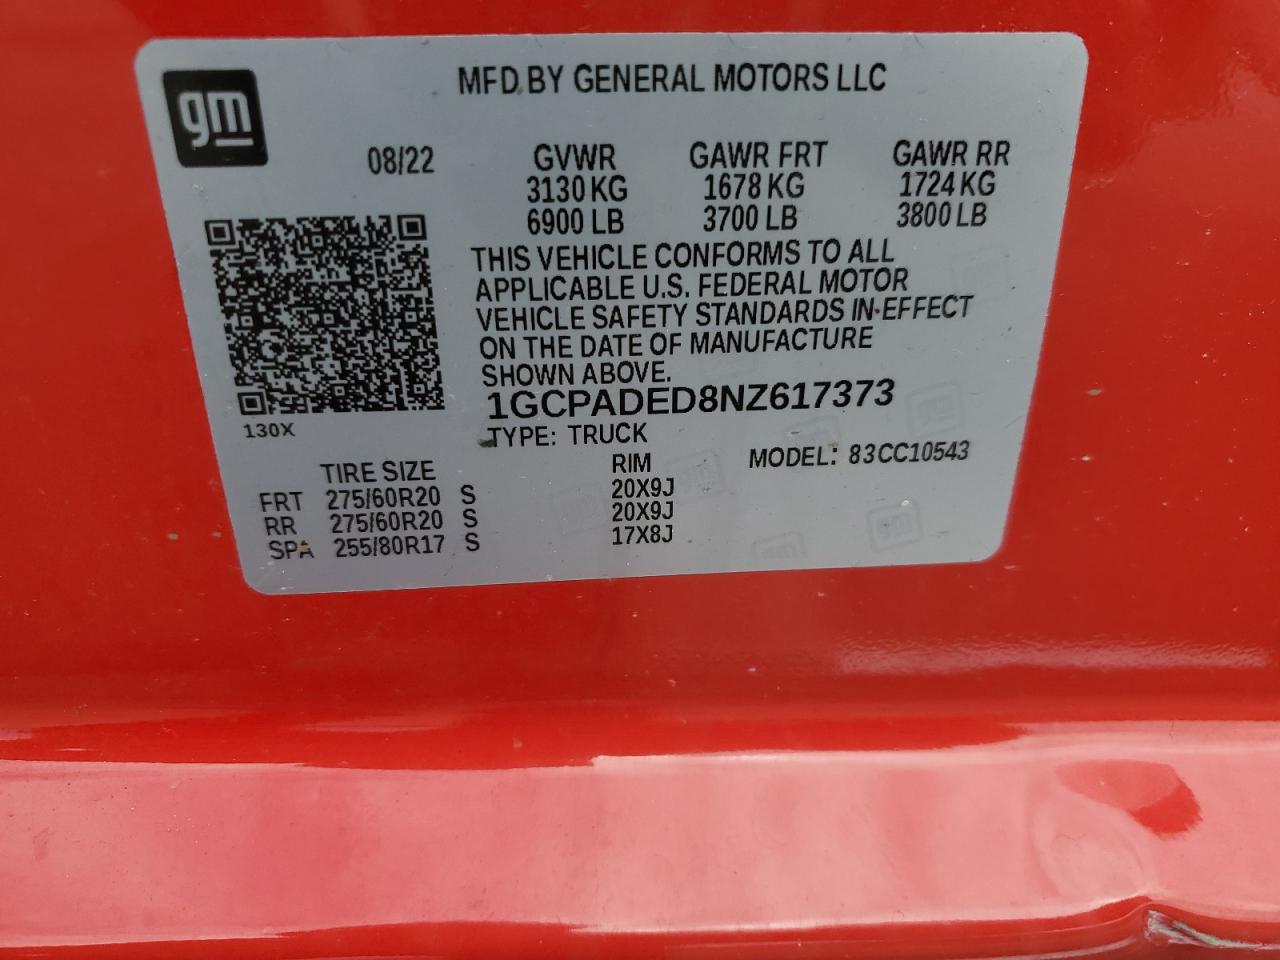 gm
MFD BY GENERAL MOTORS LLC
08/22
GVWR GAWR FRT GAWR RR
3130 KG 1678 KG 1724 KG
6900 LB 3700 LB 3800 LB
THIS VEHICLE CONFORMS TO ALL
APPLICABLE U.S. FEDERAL MOTOR
VEHICLE SAFETY STANDARDS IN EFFECT
ON THE DATE OF MANUFACTURE
SHOWN ABOVE.
1GCPADED8NZ617373
130X
TYPE: TRUCK
MODEL: 83CC10543
TIRE SIZE RIM
FRT 275/60R20 S 20X9J
RR 275/60R20 S 20X9J
SPA 255/80R17 S 17X8J